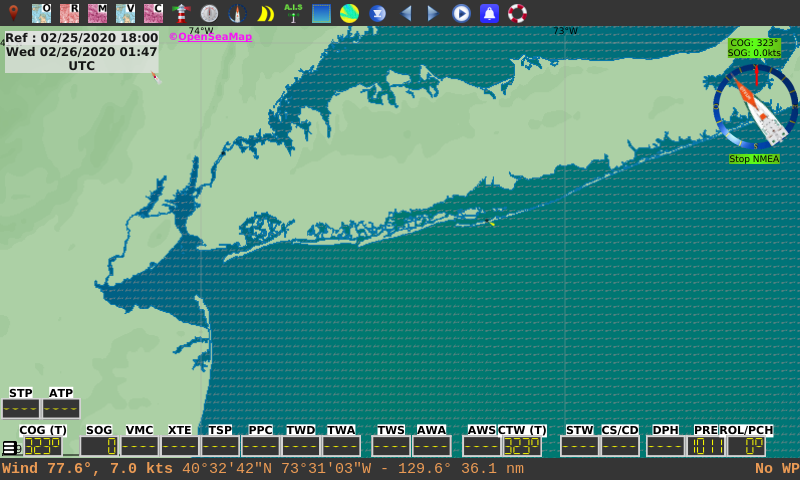 O R M V C A.I.S
74°W
73°W
Ref : 02/25/2020 18:00
Wed 02/26/2020 01:47
UTC
©OpenSeaMap
COG: 323°
SOG: 0.0kts
Stop NMEA
STP ATP
---- ----
COG (T) SOG VMC XTE TSP PPC TWD TWA TWS AWA AWS CTW (T) STW CS/CD DPH PRE ROL/PCH
323° 0 ---- ---- ---- ---- ---- ---- ---- ---- ---- 323° ---- ---- ---- 1011 0°
Wind 77.6°, 7.0 kts 40°32'42"N 73°31'03"W - 129.6° 36.1 nm No WP